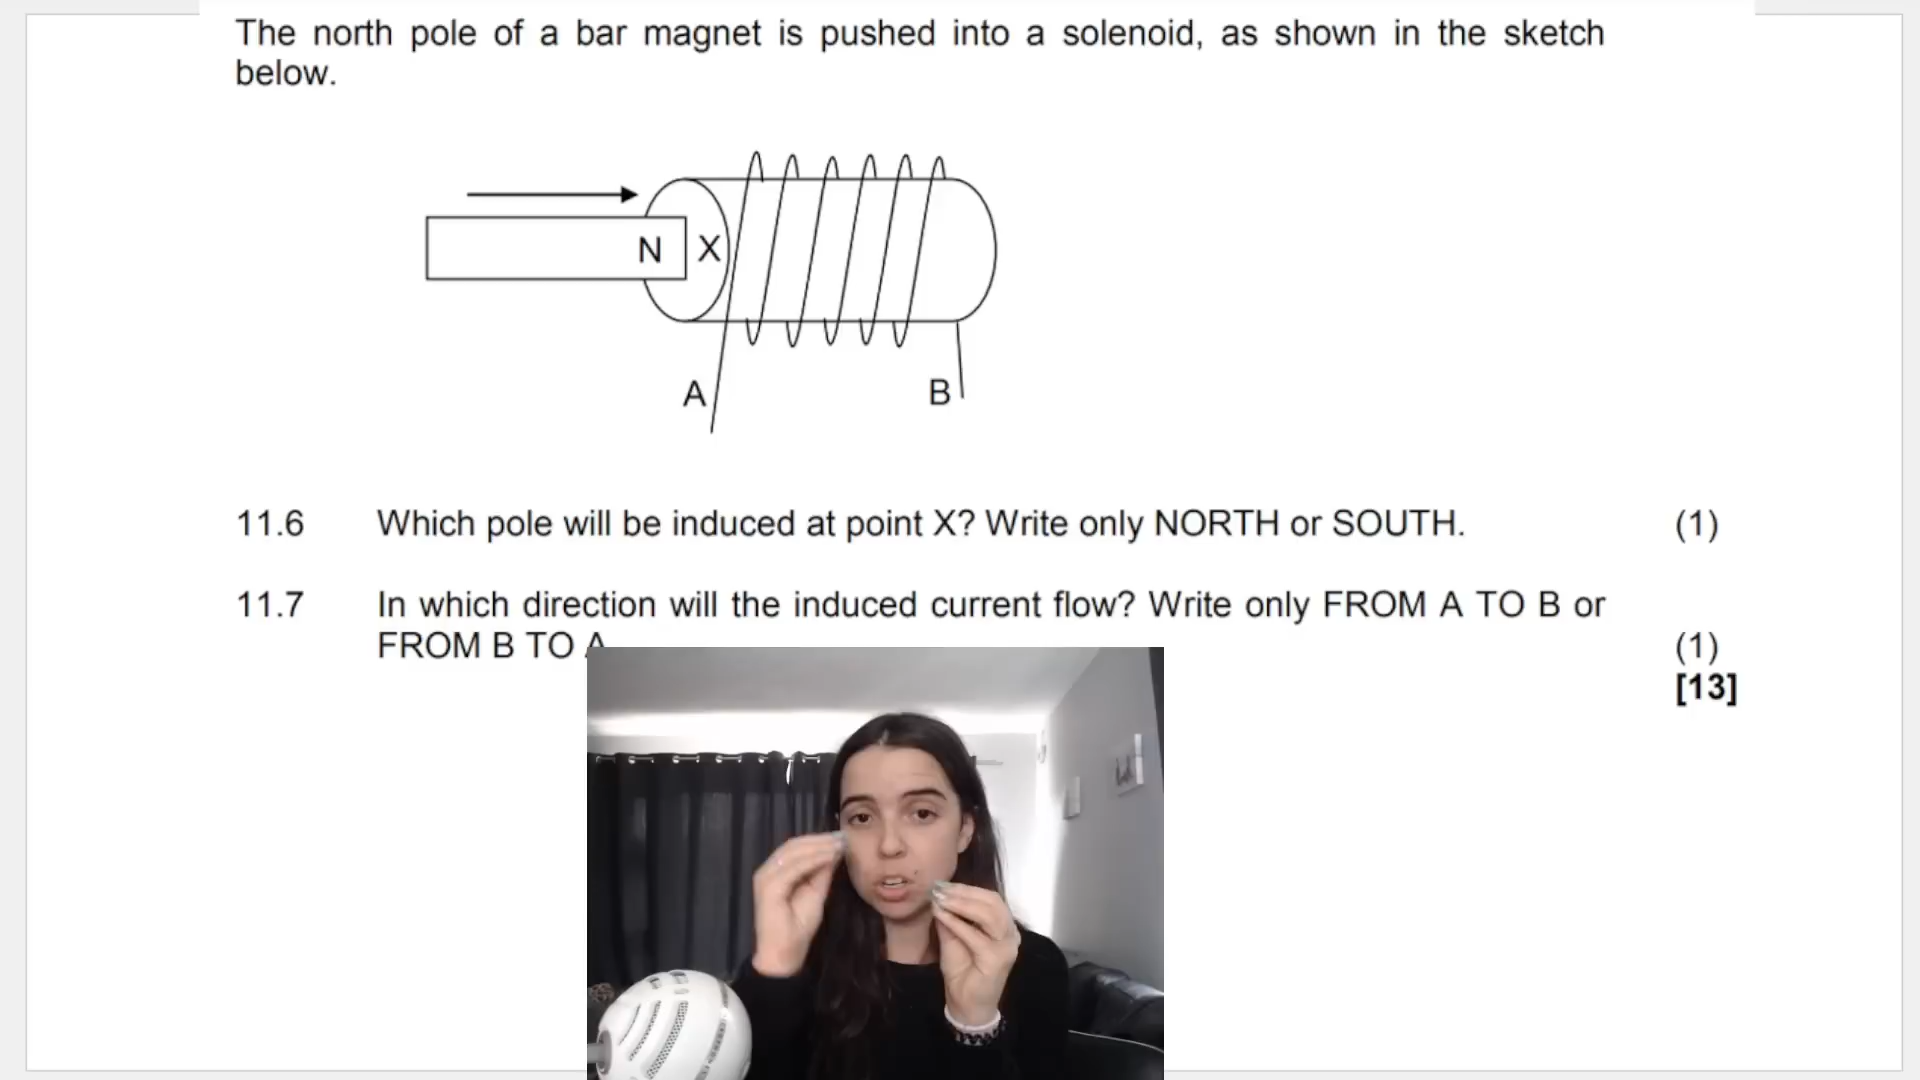 The north pole of a bar magnet is pushed into a solenoid, as shown in the sketch
below.
N X
A
B
11.6 Which pole will be induced at point X? Write only NORTH or SOUTH. (1)
11.7 In which direction will the induced current flow? Write only FROM A TO B or
FROM B TO A (1)
[13]